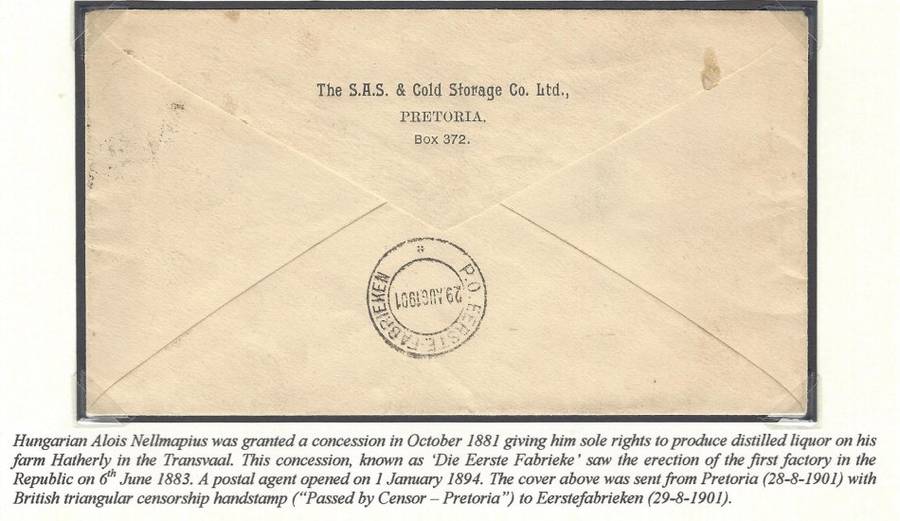 The S.A.S. & Cold Storage Co. Ltd.,
PRETORIA.
Box 372.
P.O. EERSTE-FABRIEKEN
29 AUG 1901
Hungarian Alois Nellmapius was granted a concession in October 1881 giving him sole rights to produce distilled liquor on his
farm Hatherly in the Transvaal. This concession, known as ‘Die Eerste Fabrieke’ saw the erection of the first factory in the
Republic on 6th June 1883. A postal agent opened on 1 January 1894. The cover above was sent from Pretoria (28-8-1901) with
British triangular censorship handstamp (“Passed by Censor – Pretoria”) to Eerstefabrieken (29-8-1901).